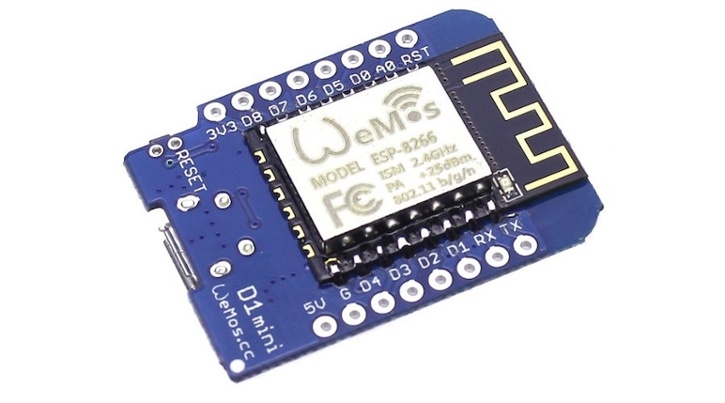 3V3 D8 D7 D6 D5 D0 A0 RST
RESET
WeMos
MODEL ESP-8266
ISM 2.4GHz
PA +25dBm
802.11 b/g/n
FC
5V G D4 D3 D2 D1 RX TX
D1 mini
WeMos.cc